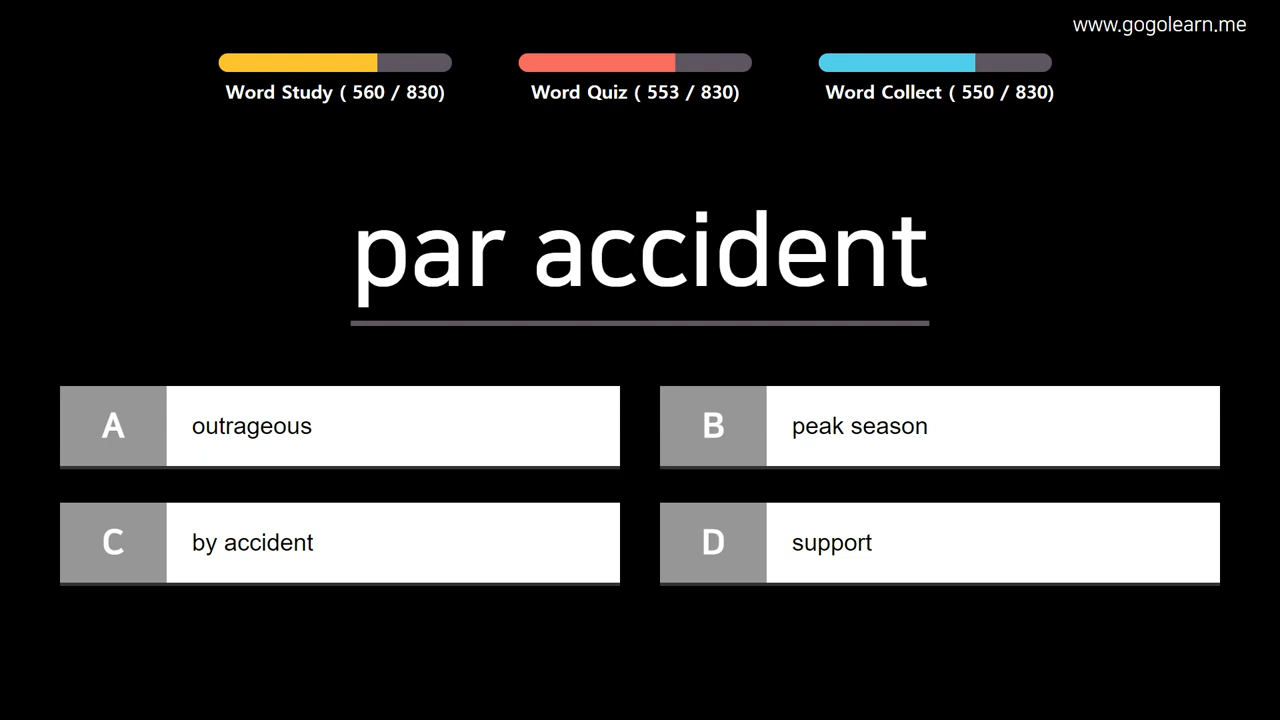 www.gogolearn.me
Word Study ( 560 / 830)
Word Quiz ( 553 / 830)
Word Collect ( 550 / 830)
par accident
A outrageous
B peak season
C by accident
D support